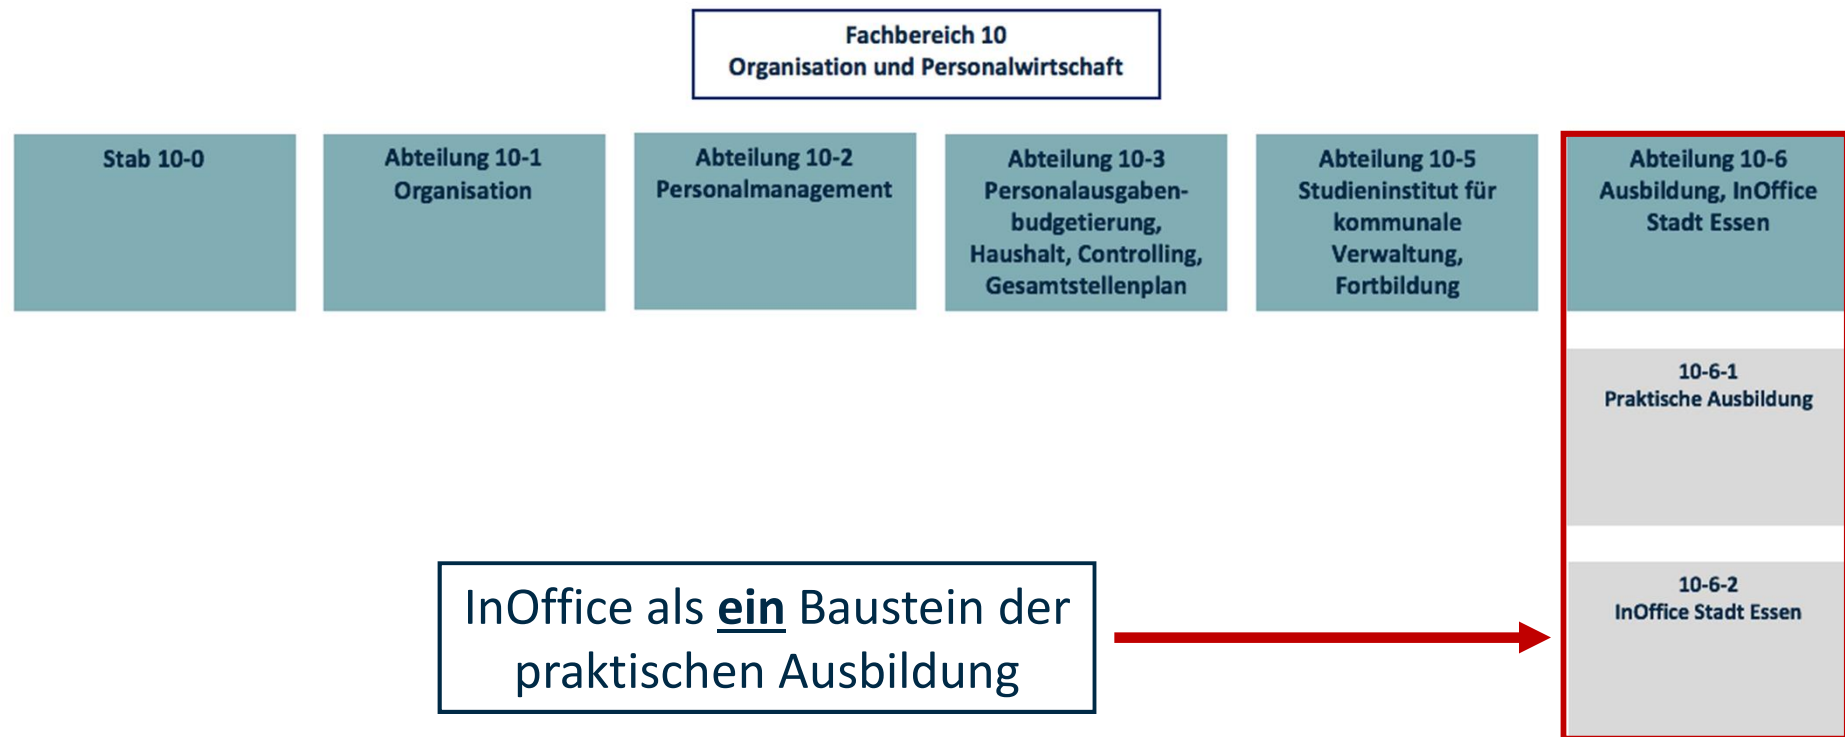 Fachbereich 10
Organisation und Personalwirtschaft
Stab 10-0
Abteilung 10-1
Organisation
Abteilung 10-2
Personalmanagement
Abteilung 10-3
Personalausgaben-
budgetierung,
Haushalt, Controlling,
Gesamtstellenplan
Abteilung 10-5
Studieninstitut für
kommunale
Verwaltung,
Fortbildung
Abteilung 10-6
Ausbildung, InOffice
Stadt Essen
10-6-1
Praktische Ausbildung
10-6-2
InOffice Stadt Essen
InOffice als ein Baustein der
praktischen Ausbildung